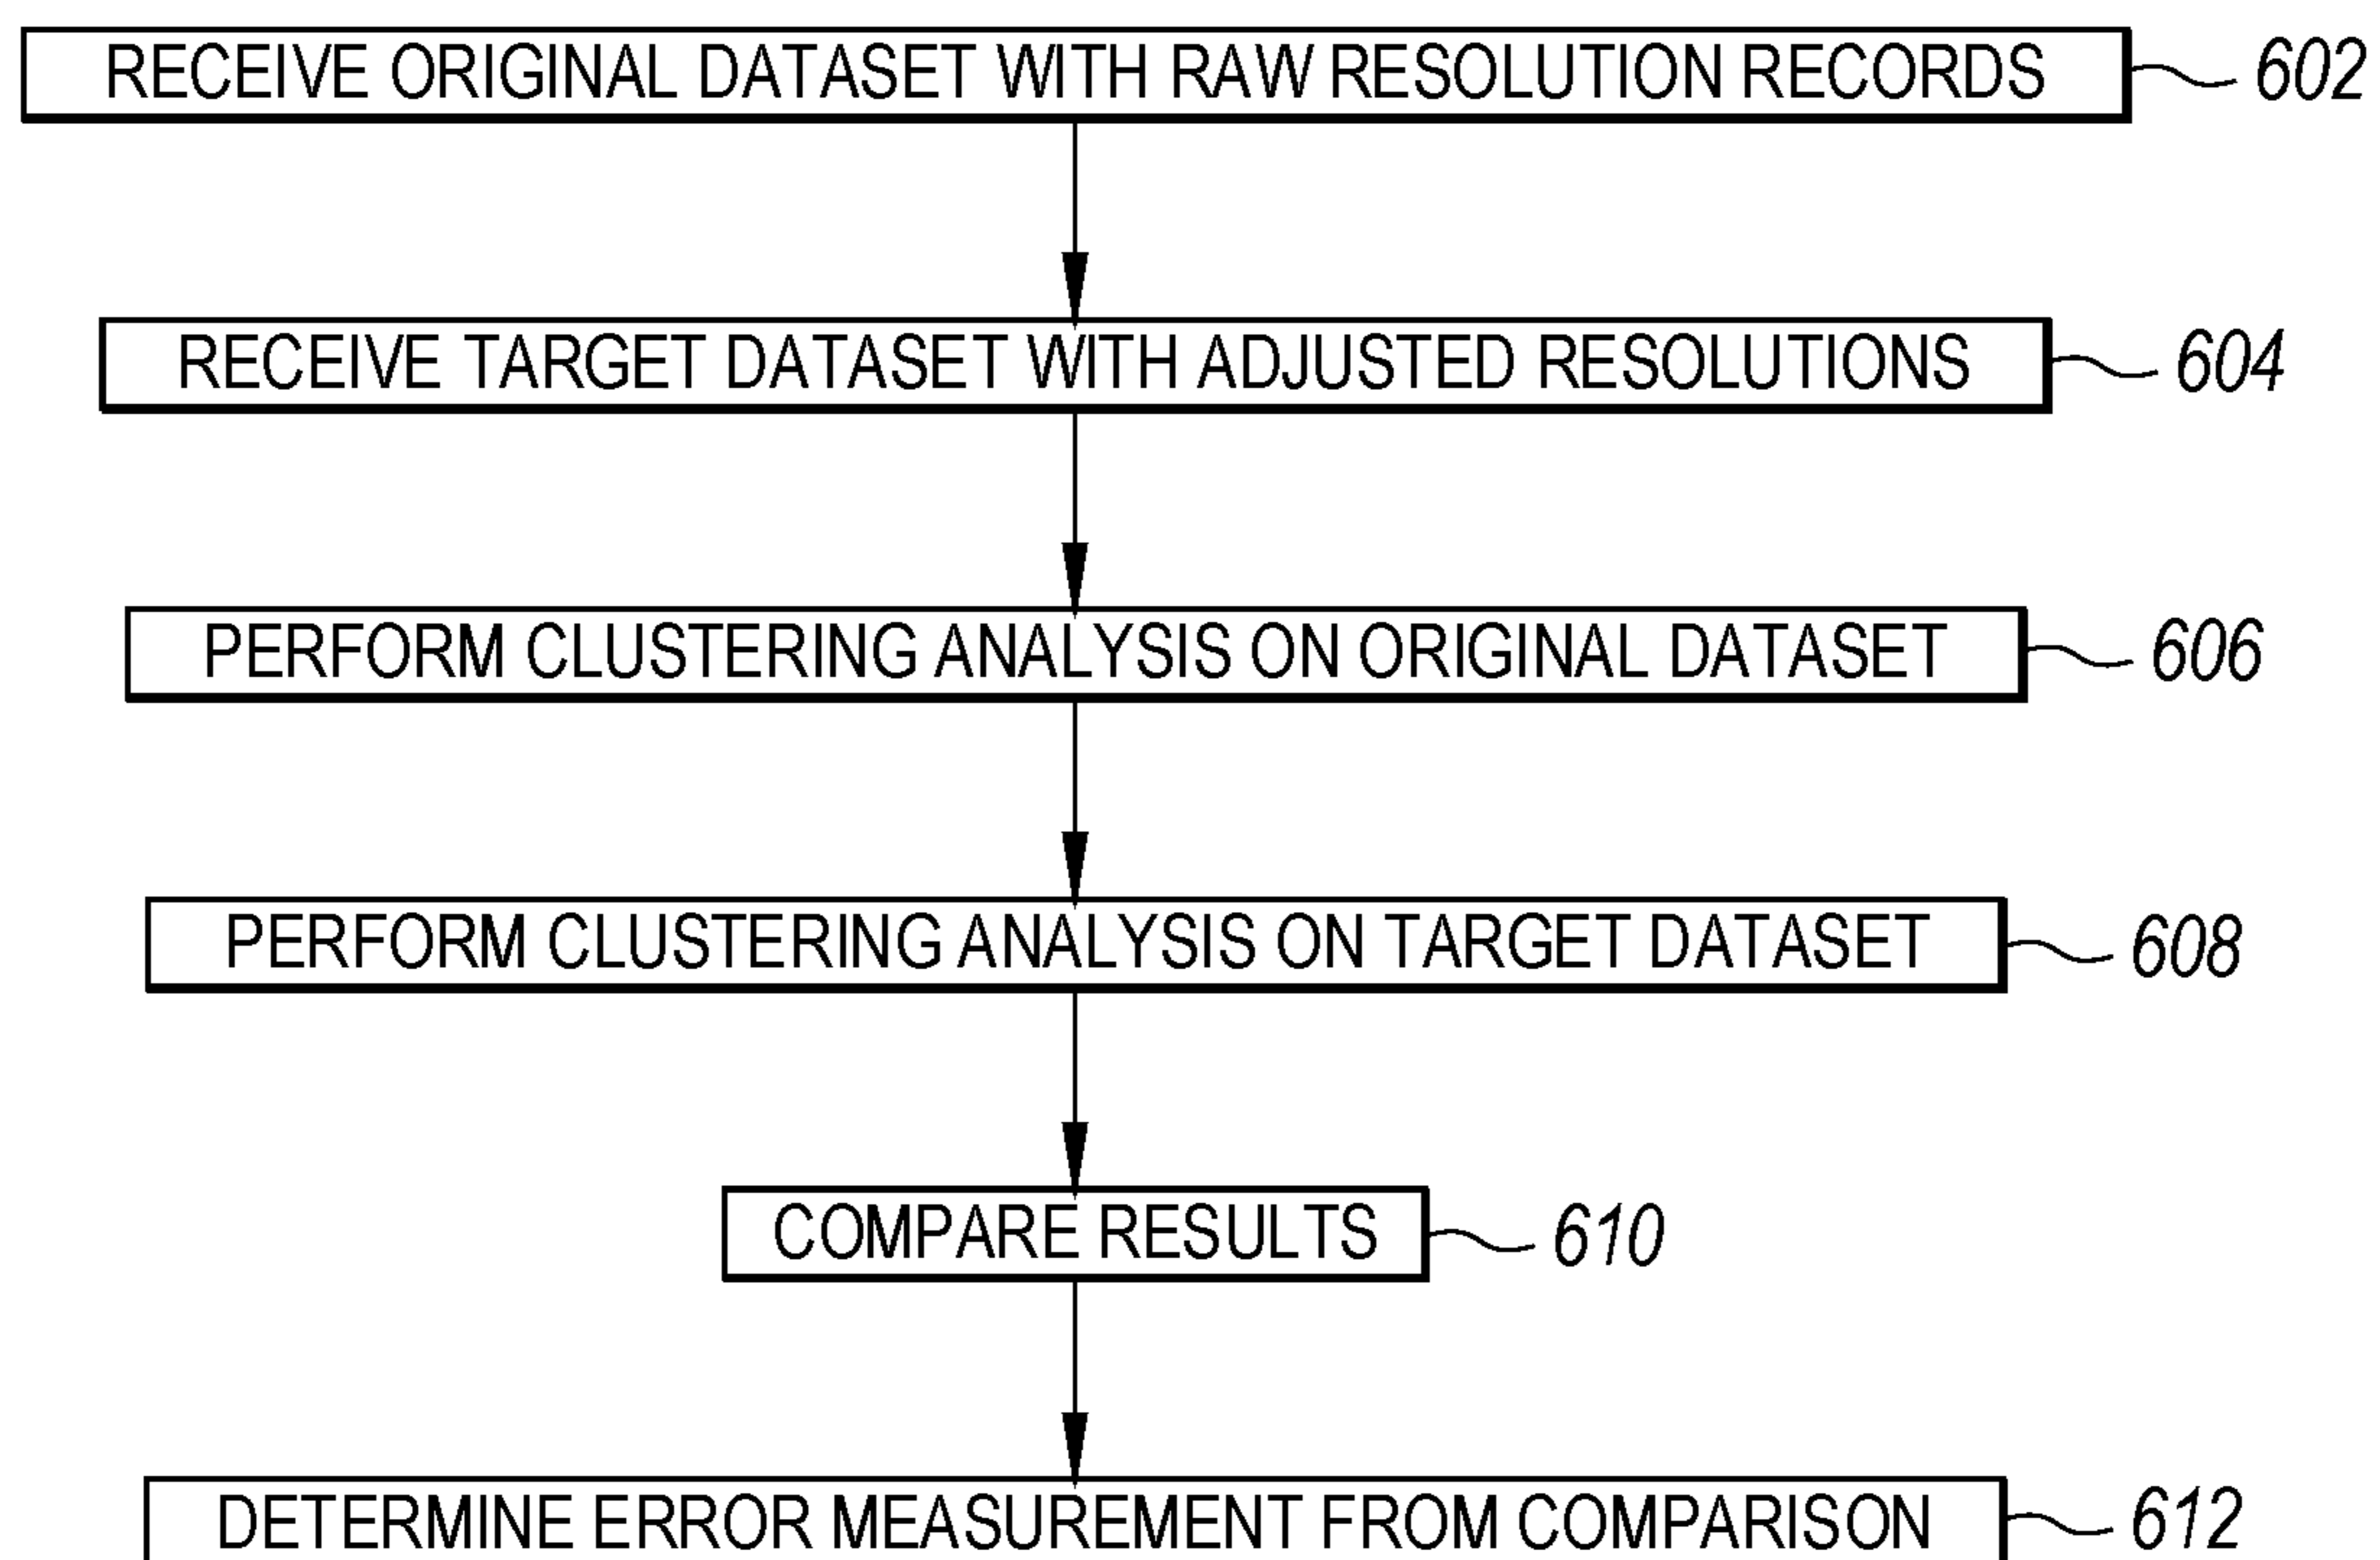 RECEIVE ORIGINAL DATASET WITH RAW RESOLUTION RECORDS 602
RECEIVE TARGET DATASET WITH ADJUSTED RESOLUTIONS 604
PERFORM CLUSTERING ANALYSIS ON ORIGINAL DATASET 606
PERFORM CLUSTERING ANALYSIS ON TARGET DATASET 608
COMPARE RESULTS 610
DETERMINE ERROR MEASUREMENT FROM COMPARISON 612